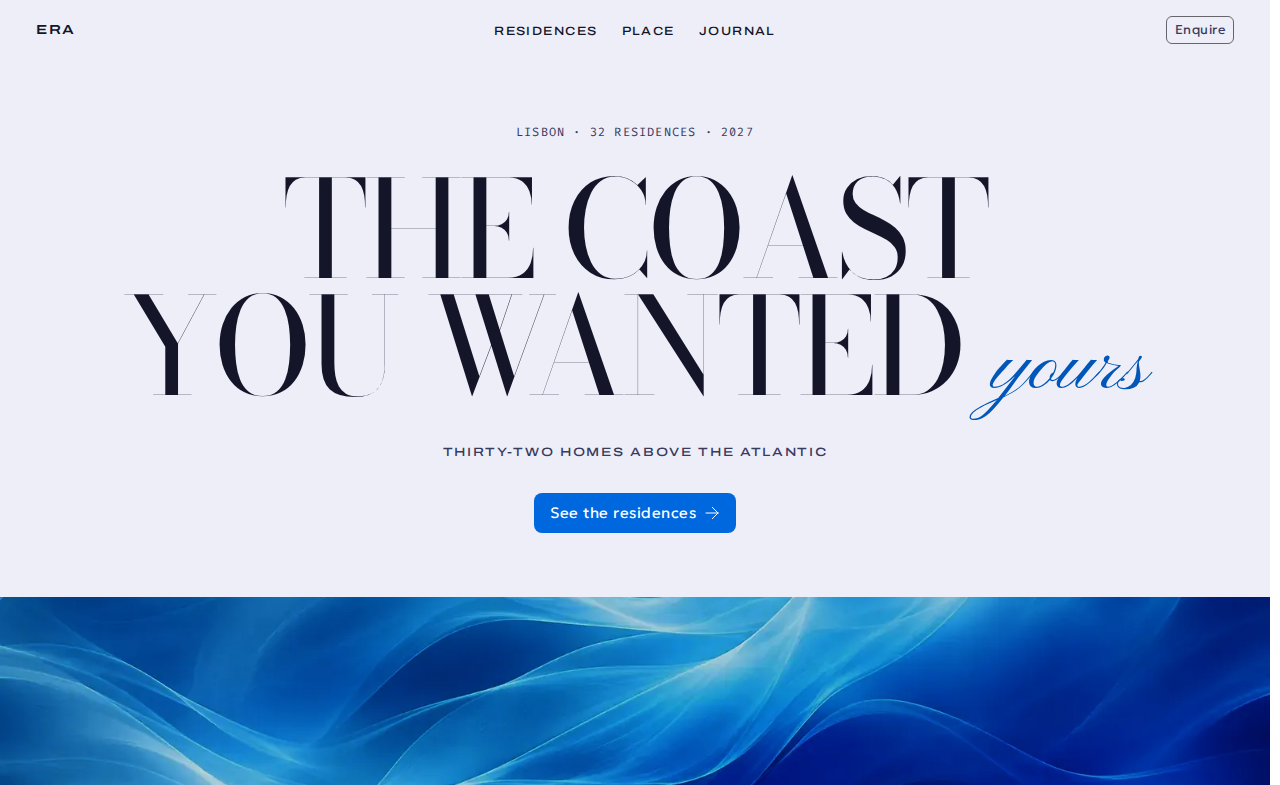 ERA
RESIDENCES PLACE JOURNAL
Enquire
LISBON · 32 RESIDENCES · 2027
THE COAST
YOU WANTED yours
THIRTY-TWO HOMES ABOVE THE ATLANTIC
See the residences →